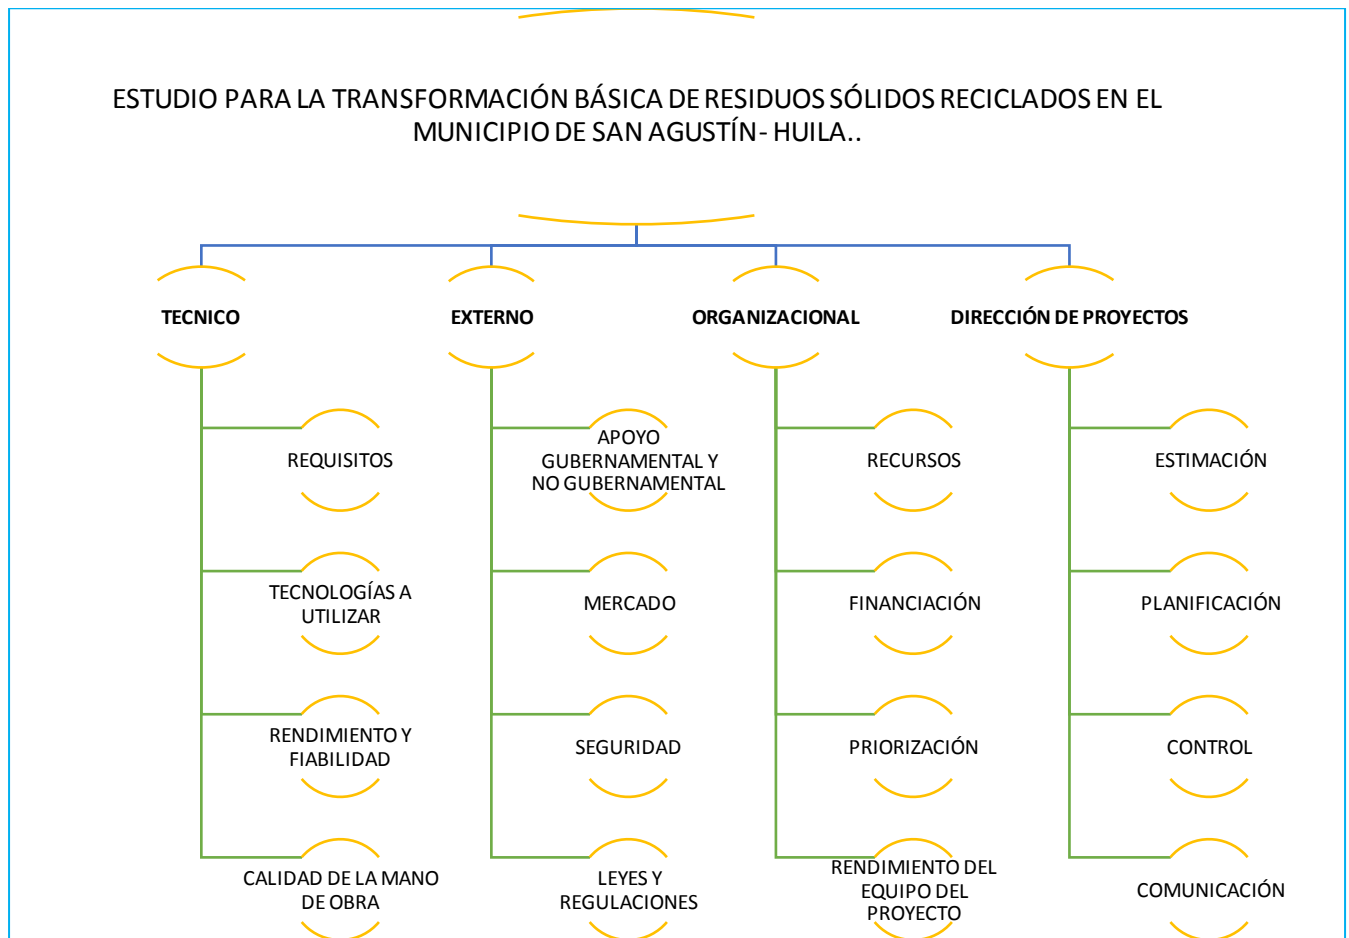 ESTUDIO PARA LA TRANSFORMACIÓN BÁSICA DE RESIDUOS SÓLIDOS RECICLADOS EN EL
MUNICIPIO DE SAN AGUSTÍN- HUILA..
TECNICO
REQUISITOS
TECNOLOGÍAS A
UTILIZAR
RENDIMIENTO Y
FIABILIDAD
CALIDAD DE LA MANO
DE OBRA
EXTERNO
APOYO
GUBERNAMENTAL Y
NO GUBERNAMENTAL
MERCADO
SEGURIDAD
LEYES Y
REGULACIONES
ORGANIZACIONAL
RECURSOS
FINANCIACIÓN
PRIORIZACIÓN
RENDIMIENTO DEL
EQUIPO DEL
PROYECTO
DIRECCIÓN DE PROYECTOS
ESTIMACIÓN
PLANIFICACIÓN
CONTROL
COMUNICACIÓN